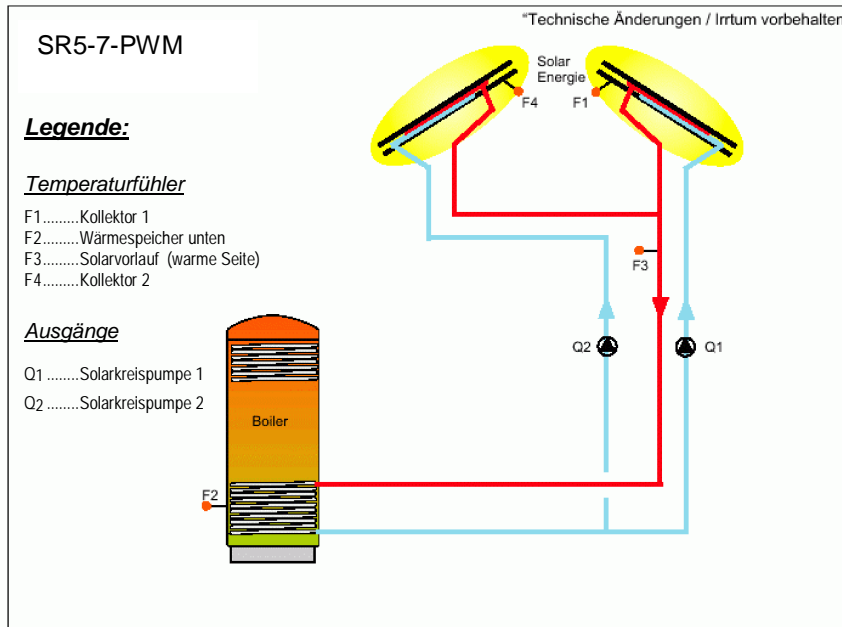 "Technische Änderungen / Irrtum vorbehalten
SR5-7-PWM
Solar
Energie
F4
F1
Legende:
Temperaturfühler
F1.........Kollektor 1
F2.........Wärmespeicher unten
F3.........Solarvorlauf (warme Seite)
F4.........Kollektor 2
F3
Ausgänge
Q1 ........Solarkreispumpe 1
Q2 ........Solarkreispumpe 2
Q2
Q1
Boiler
F2